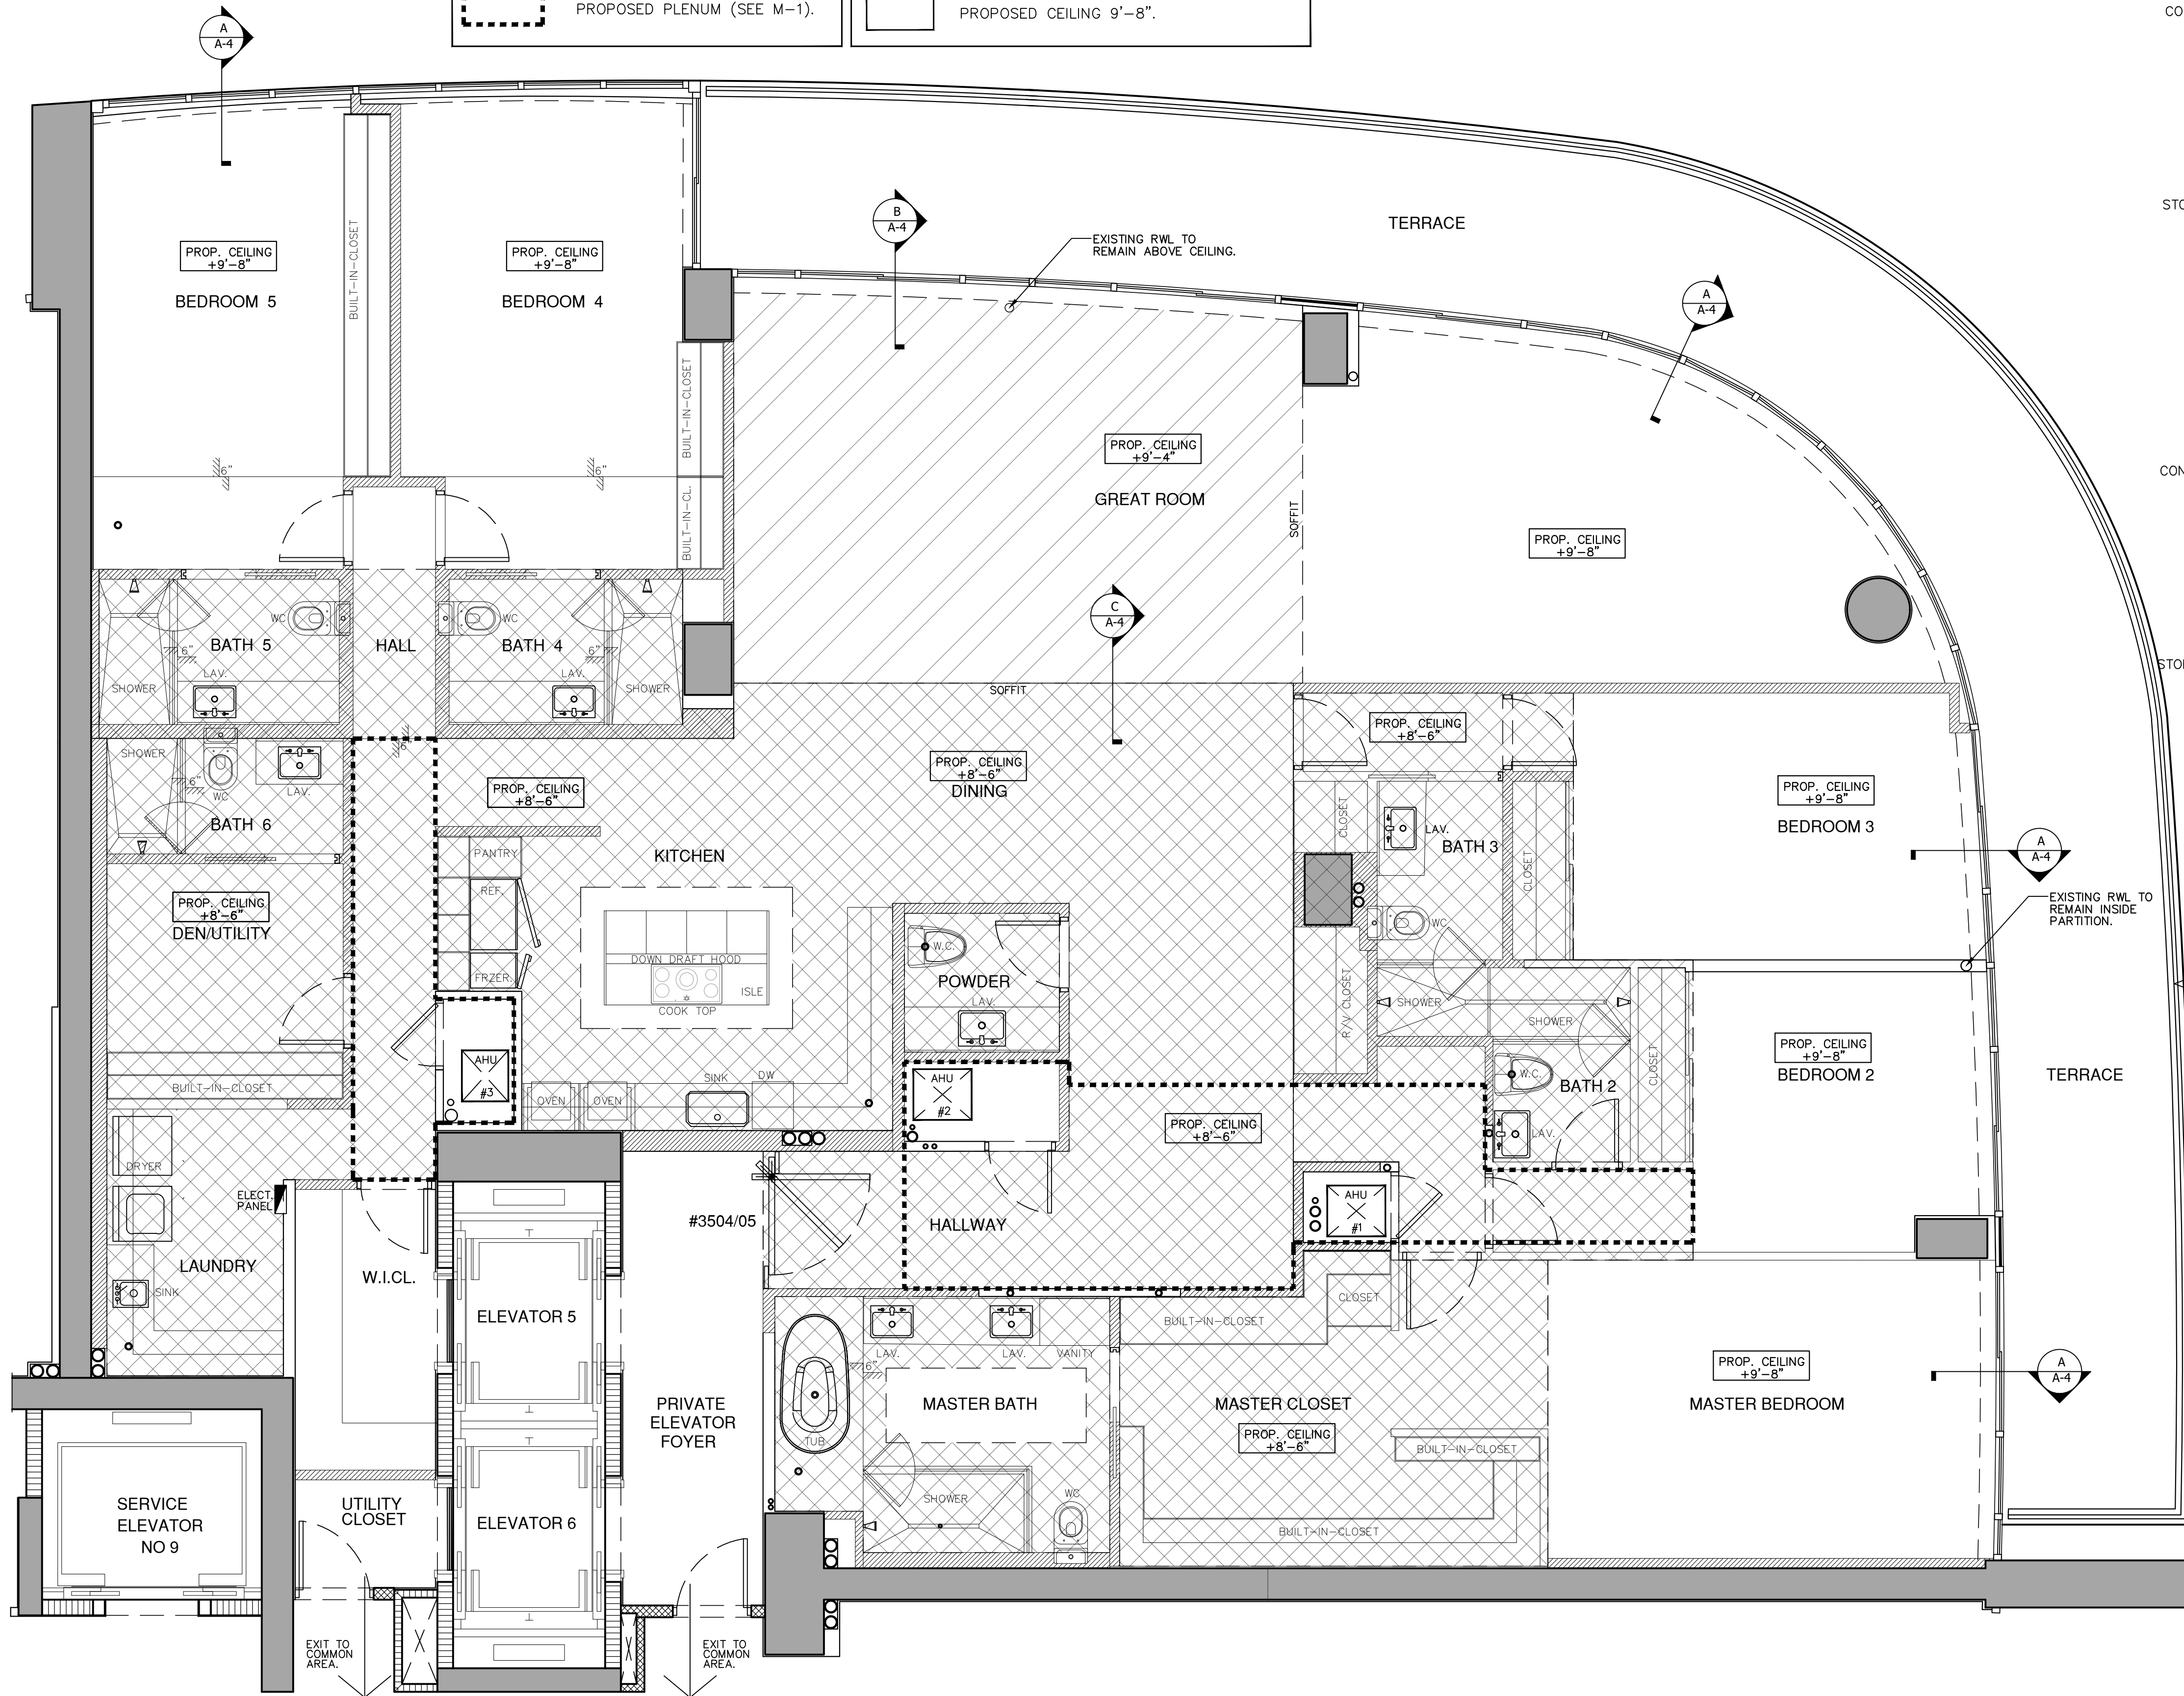 PROPOSED PLENUM (SEE M-1).
PROPOSED CEILING 9'-8".
CO
A
A-4
STO
B
A-4
TERRACE
EXISTING RWL TO
REMAIN ABOVE CEILING.
PROP. CEILING
+9'-8"
BEDROOM 5
BUILT-IN-CLOSET
PROP. CEILING
+9'-8"
BEDROOM 4
A
A-4
BUILT-IN-CLOSET
BUILT-IN-CL.
6"
6"
PROP. CEILING
+9'-4"
GREAT ROOM
SOFFIT
CON
PROP. CEILING
+9'-8"
C
A-4
WC
BATH 5
6"
LAV.
SHOWER
HALL
WC
BATH 4
6"
LAV.
SHOWER
STOR
SOFFIT
6"
SHOWER
6"
WC
LAV.
BATH 6
PROP. CEILING
+8'-6"
PROP. CEILING
+8'-6"
DINING
PROP. CEILING
+8'-6"
PROP. CEILING
+9'-8"
BEDROOM 3
CLOSET
LAV.
BATH 3
CLOSET
WC
A
A-4
EXISTING RWL TO
REMAIN INSIDE
PARTITION.
KITCHEN
PANTRY
REF.
FRZER.
PROP. CEILING
+8'-6"
DEN/UTILITY
DOWN DRAFT HOOD
ISLE
COOK TOP
W.C.
POWDER
LAV.
R/V CLOSET
SHOWER
SHOWER
W.C.
BATH 2
CLOSET
LAV.
PROP. CEILING
+9'-8"
BEDROOM 2
TERRACE
BUILT-IN-CLOSET
AHU
#3
OVEN
OVEN
SINK
DW
AHU
#2
PROP. CEILING
+8'-6"
DRYER
ELECT.
PANEL
LAUNDRY
SINK
W.I.CL.
#3504/05
HALLWAY
AHU
#1
ELEVATOR 5
CLOSET
BUILT-IN-CLOSET
LAV.
LAV.
VANITY
6"
TUB
MASTER BATH
MASTER CLOSET
PROP. CEILING
+8'-6"
PROP. CEILING
+9'-8"
MASTER BEDROOM
A
A-4
PRIVATE
ELEVATOR
FOYER
BUILT-IN-CLOSET
SHOWER
WC
BUILT-IN-CLOSET
SERVICE
ELEVATOR
NO 9
UTILITY
CLOSET
ELEVATOR 6
EXIT TO
COMMON
AREA.
EXIT TO
COMMON
AREA.